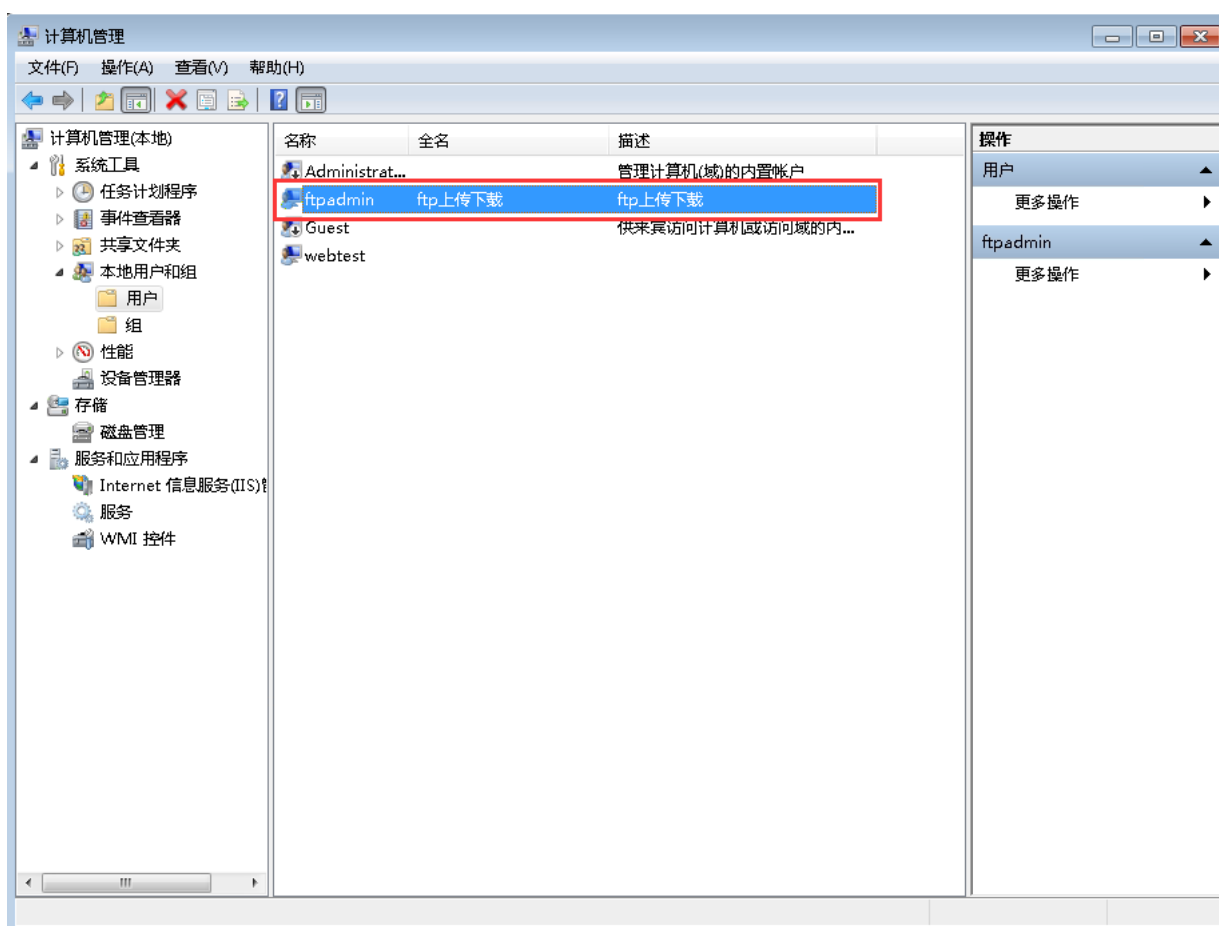 计算机管理
文件(F) 操作(A) 查看(V) 帮助(H)
计算机管理(本地)
系统工具
任务计划程序
事件查看器
共享文件夹
本地用户和组
用户
组
性能
设备管理器
存储
磁盘管理
服务和应用程序
Internet 信息服务(IIS)管
服务
WMI 控件
名称 全名 描述
Administrat... 管理计算机(域)的内置帐户
ftpadmin ftp上传下载 ftp上传下载
Guest 供来宾访问计算机或访问域的内...
webtest
操作
用户
更多操作
ftpadmin
更多操作